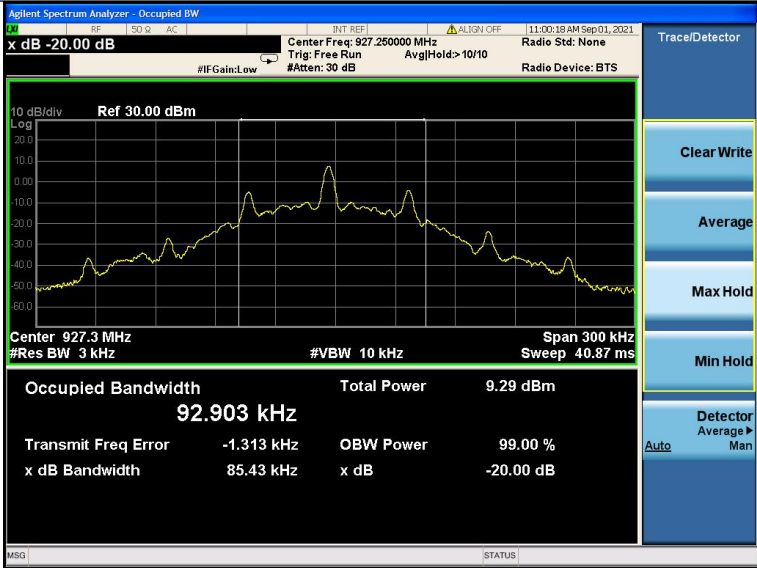 Agilent Spectrum Analyzer - Occupied BW
LXI RF 50 Ω AC INT REF ALIGN OFF 11:00:18 AM Sep 01, 2021
x dB -20.00 dB
Center Freq: 927.250000 MHz Radio Std: None
Trig: Free Run Avg|Hold:>10/10
#IFGain:Low #Atten: 30 dB Radio Device: BTS
10 dB/div Ref 30.00 dBm
Log
20.0
10.0
0.00
-10.0
-20.0
-30.0
-40.0
-50.0
-60.0
Center 927.3 MHz Span 300 kHz
#Res BW 3 kHz #VBW 10 kHz Sweep 40.87 ms
Occupied Bandwidth Total Power 9.29 dBm
92.903 kHz
Transmit Freq Error -1.313 kHz OBW Power 99.00 %
x dB Bandwidth 85.43 kHz x dB -20.00 dB
MSG STATUS
Trace/Detector
Clear Write
Average
Max Hold
Min Hold
Detector
Average
Auto Man